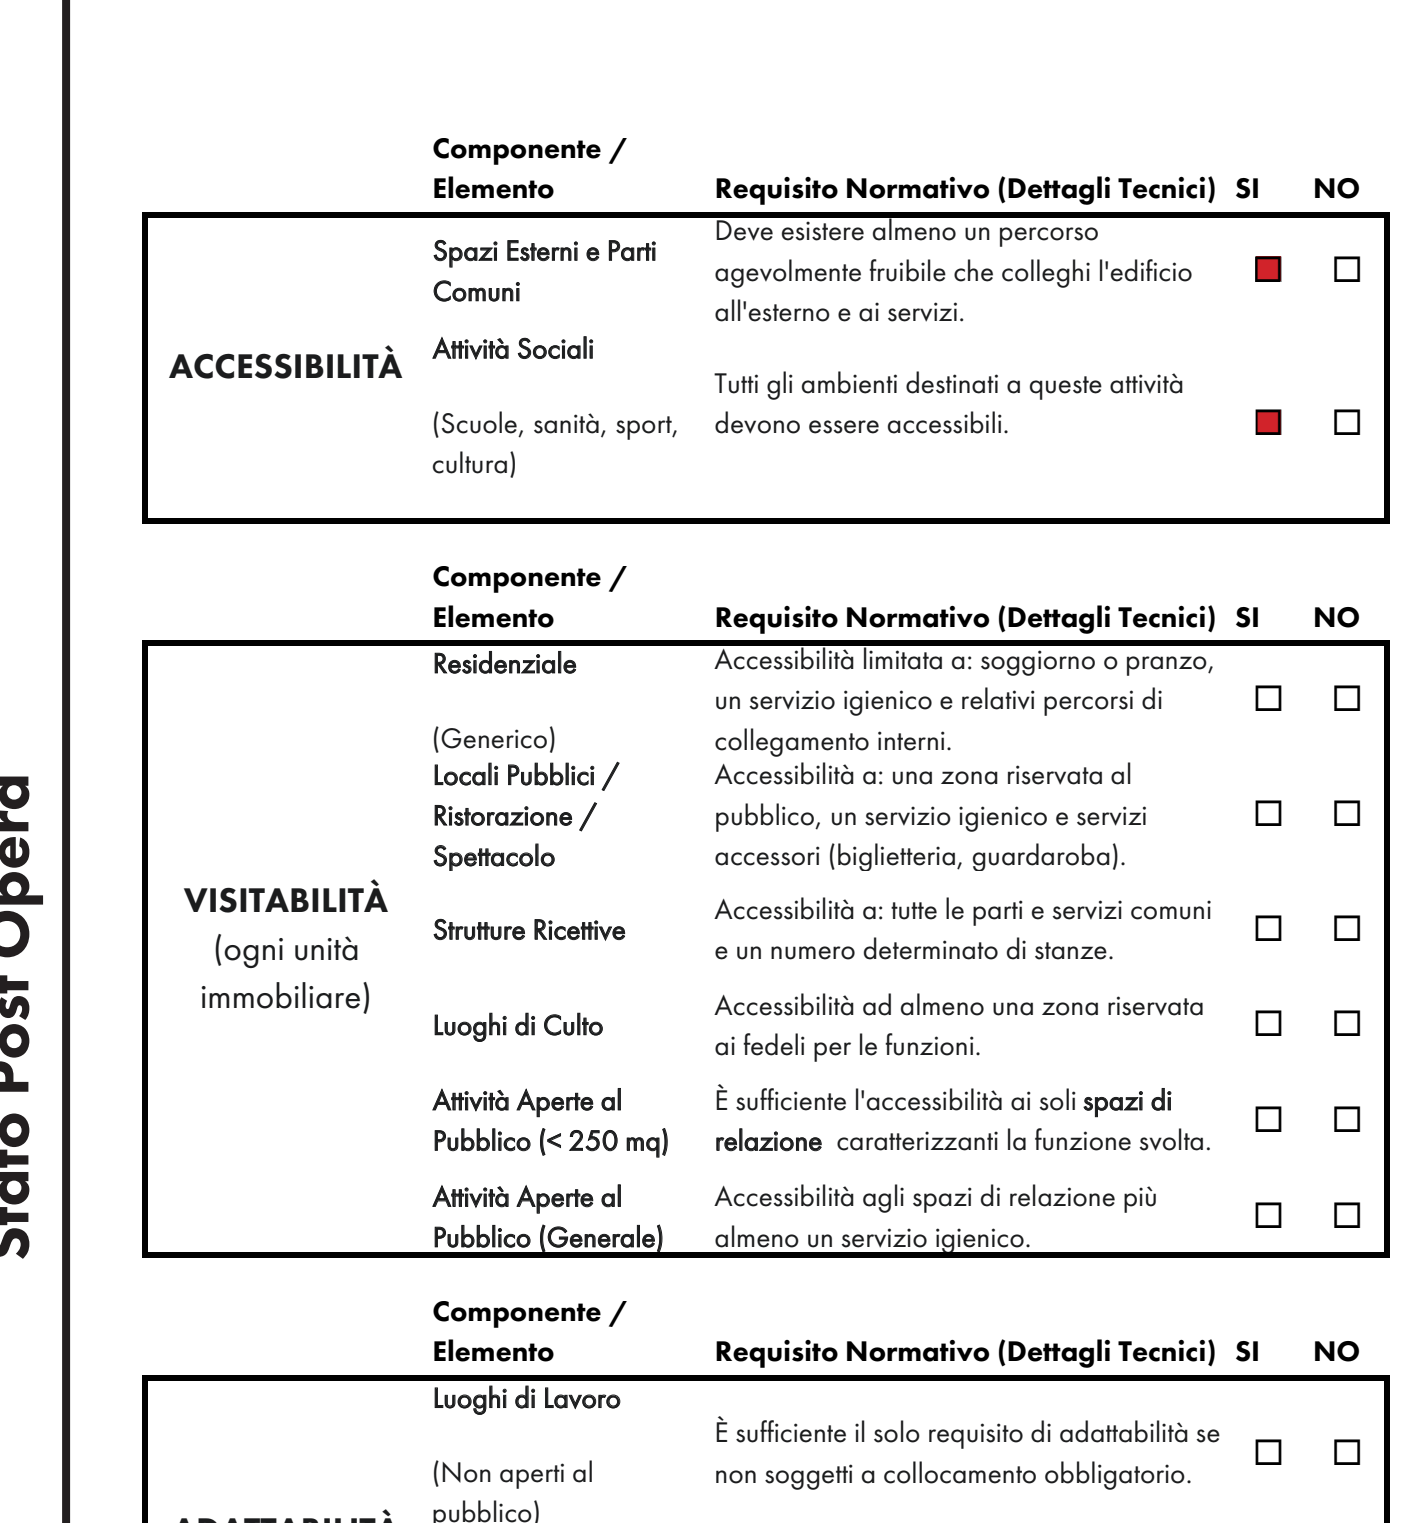 Stato Post Opera
Componente /
Elemento
Requisito Normativo (Dettagli Tecnici) SI NO
ACCESSIBILITÀ
Spazi Esterni e Parti
Comuni
Deve esistere almeno un percorso
agevolmente fruibile che colleghi l'edificio
all'esterno e ai servizi.
Attività Sociali
(Scuole, sanità, sport,
cultura)
Tutti gli ambienti destinati a queste attività
devono essere accessibili.
Componente /
Elemento
Requisito Normativo (Dettagli Tecnici) SI NO
VISITABILITÀ
(ogni unità
immobiliare)
Residenziale
(Generico)
Accessibilità limitata a: soggiorno o pranzo,
un servizio igienico e relativi percorsi di
collegamento interni.
Locali Pubblici /
Ristorazione /
Spettacolo
Accessibilità a: una zona riservata al
pubblico, un servizio igienico e servizi
accessori (biglietteria, guardaroba).
Strutture Ricettive
Accessibilità a: tutte le parti e servizi comuni
e un numero determinato di stanze.
Luoghi di Culto
Accessibilità ad almeno una zona riservata
ai fedeli per le funzioni.
Attività Aperte al
Pubblico (< 250 mq)
È sufficiente l'accessibilità ai soli spazi di
relazione caratterizzanti la funzione svolta.
Attività Aperte al
Pubblico (Generale)
Accessibilità agli spazi di relazione più
almeno un servizio igienico.
Componente /
Elemento
Requisito Normativo (Dettagli Tecnici) SI NO
ADATTABILITÀ
Luoghi di Lavoro
(Non aperti al
pubblico)
È sufficiente il solo requisito di adattabilità se
non soggetti a collocamento obbligatorio.